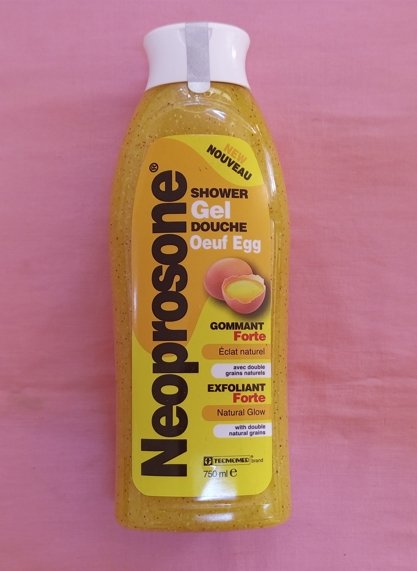 NEW
NOUVEAU
Neoprosone®
SHOWER
Gel
DOUCHE
Oeuf Egg
GOMMANT
Forte
Éclat naturel
avec double
grains naturels
EXFOLIANT
Forte
Natural Glow
with double
natural grains
TECHNOMER® brand
750 ml ℮